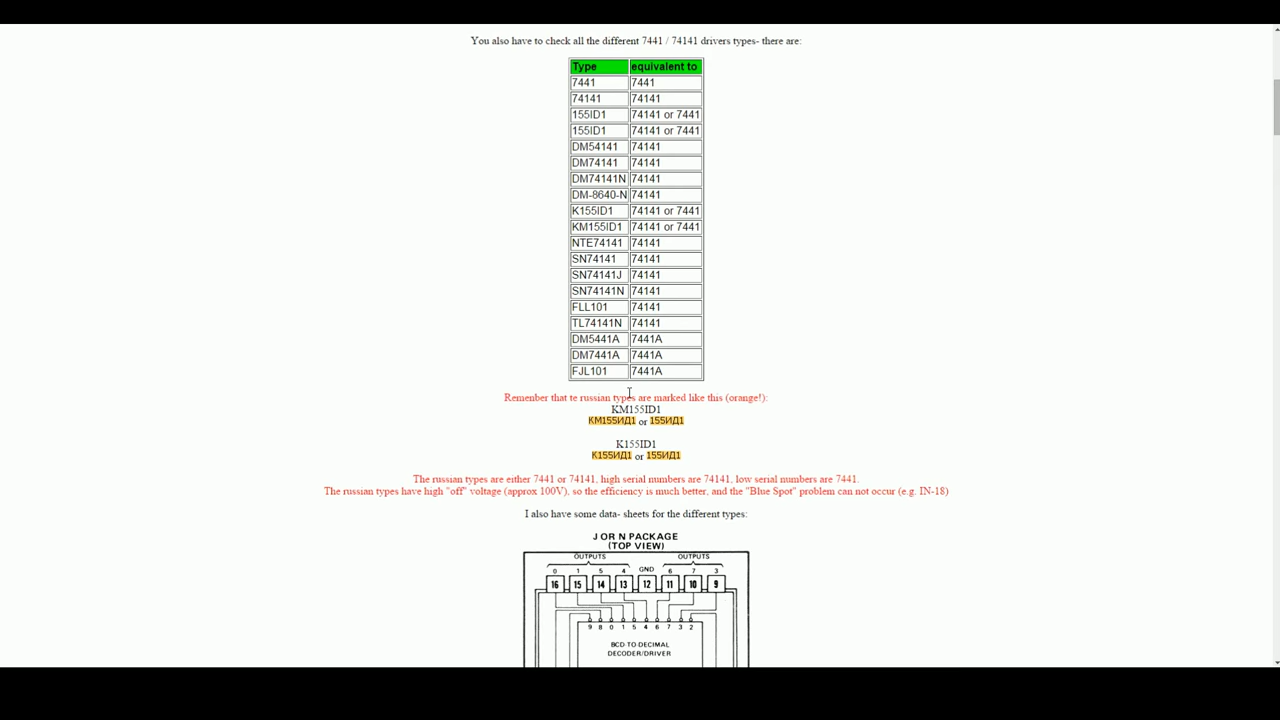 You also have to check all the different 7441 / 74141 drivers types- there are:
Type equivalent to
7441 7441
74141 74141
155ID1 74141 or 7441
155ID1 74141 or 7441
DM54141 74141
DM74141 74141
DM74141N 74141
DM-8640-N 74141
K155ID1 74141 or 7441
KM155ID1 74141 or 7441
NTE74141 74141
SN74141 74141
SN74141J 74141
SN74141N 74141
FLL101 74141
TL74141N 74141
DM5441A 7441A
DM7441A 7441A
FJL101 7441A
Remenber that te russian types are marked like this (orange!):
KM155ID1
КМ155ИД1 or 155ИД1
K155ID1
К155ИД1 or 155ИД1
The russian types are either 7441 or 74141, high serial numbers are 74141, low serial numbers are 7441.
The russian types have high "off" voltage (approx 100V), so the efficiency is much better, and the "Blue Spot" problem can not occur (e.g. IN-18)
I also have some data- sheets for the different types:
J OR N PACKAGE
(TOP VIEW)
OUTPUTS OUTPUTS
0 1 5 4 GND 6 7 3
16 15 14 13 12 11 10 9
9 8 0 1 5 4 6 7 3 2
BCD TO DECIMAL
DECODER/DRIVER